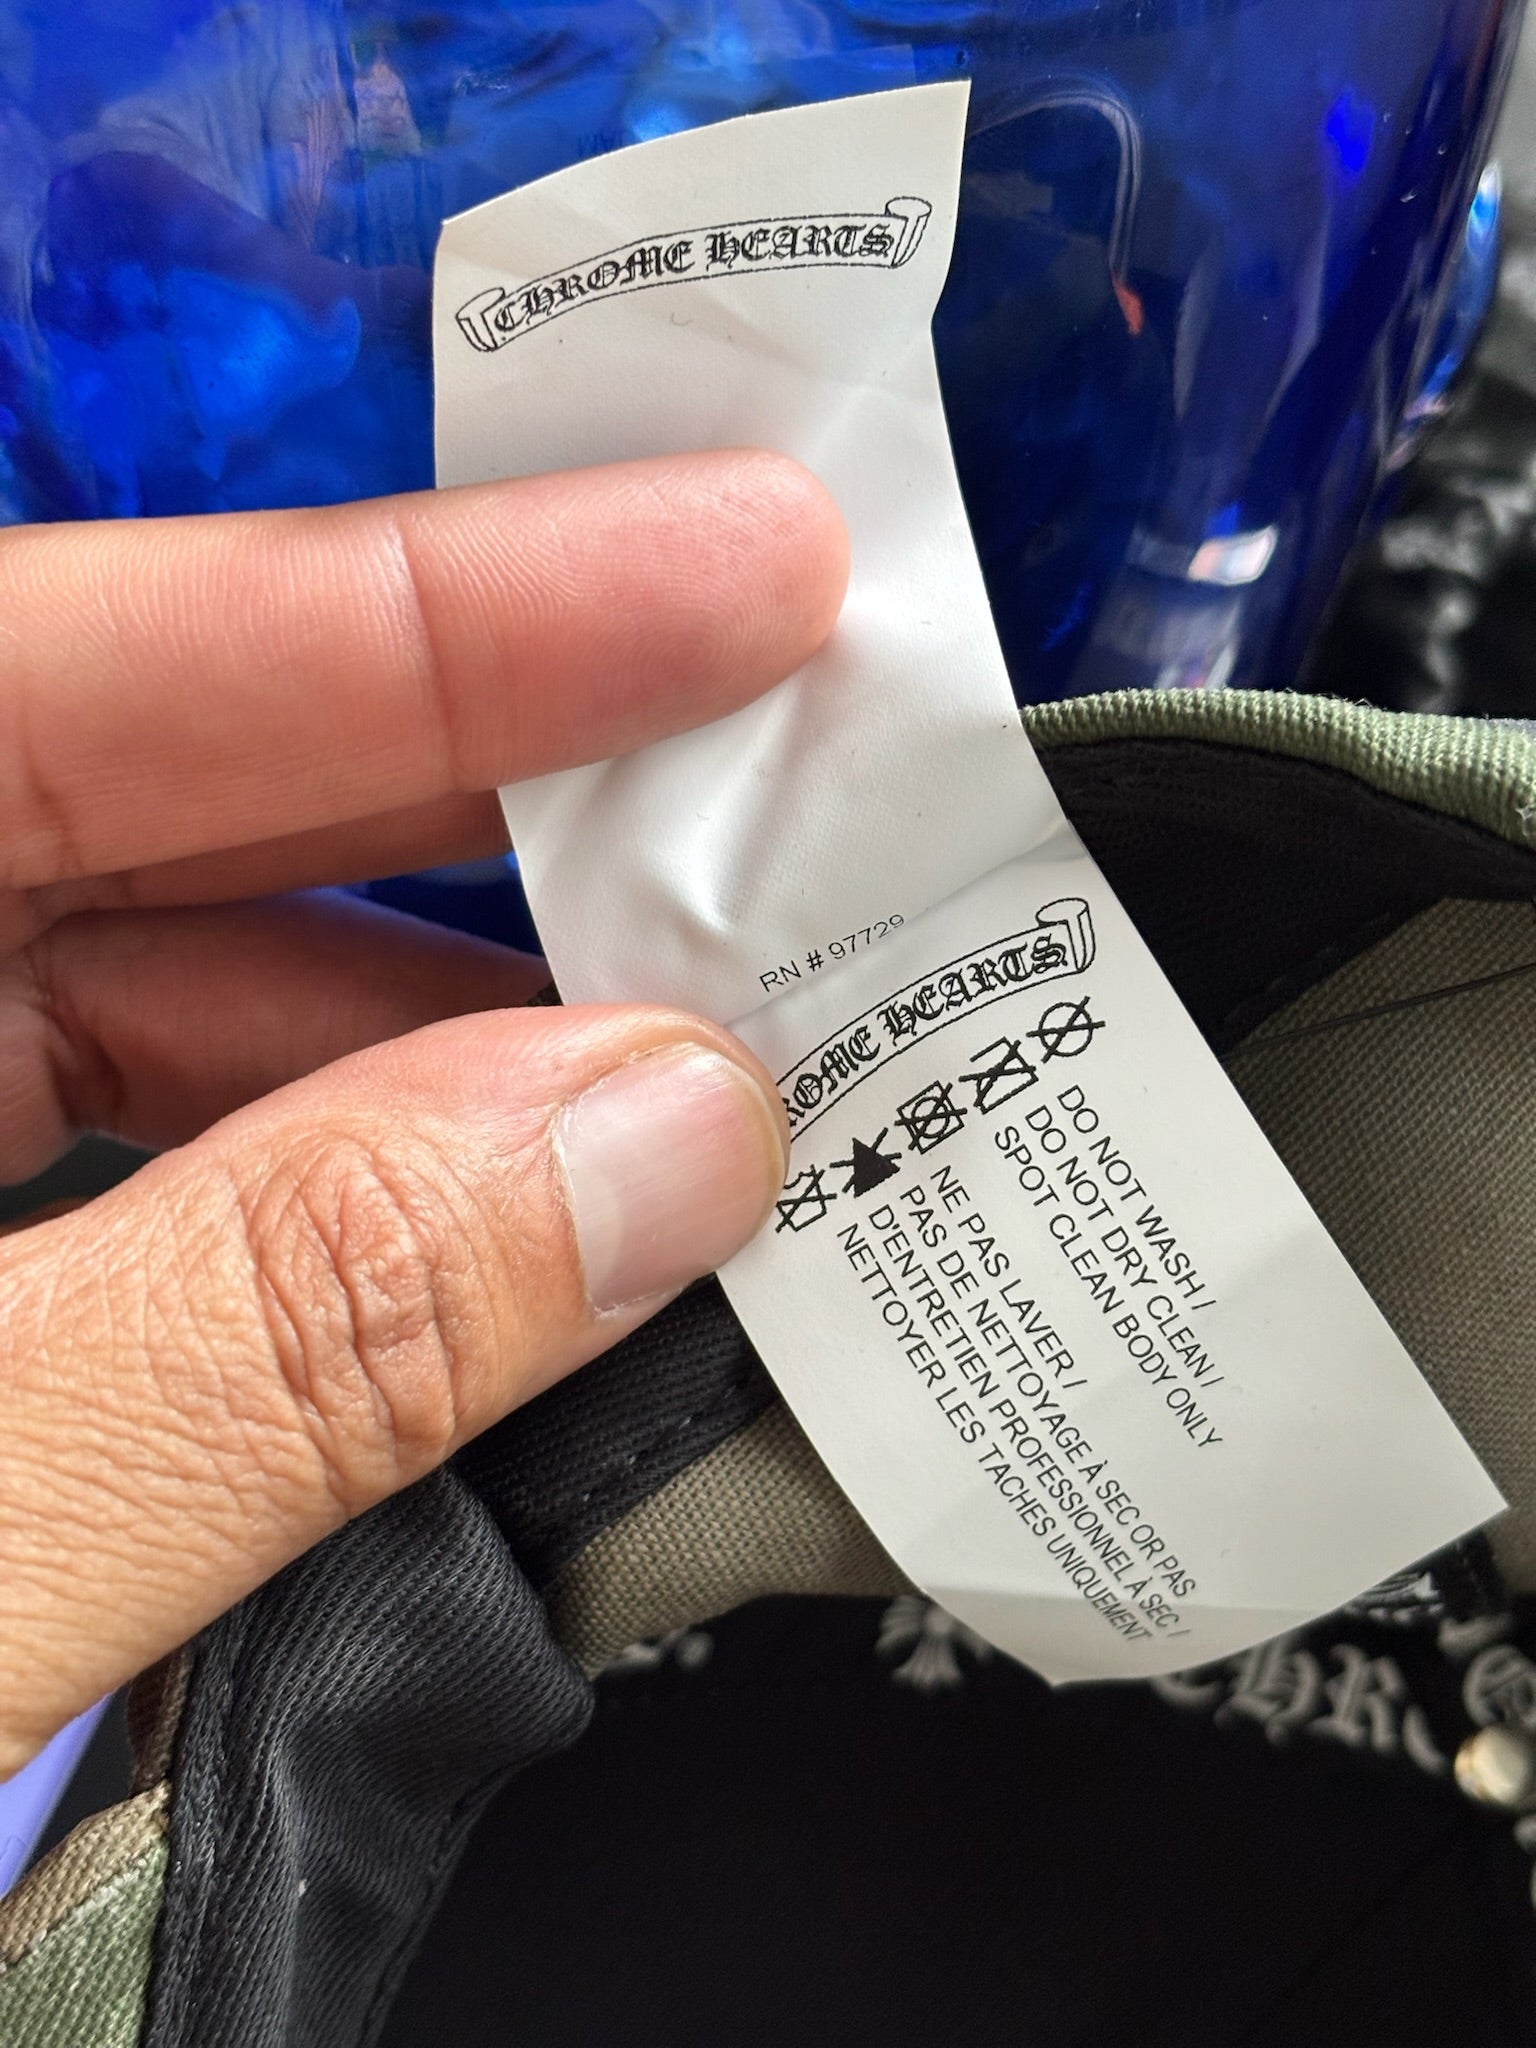 CHROME HEARTS
RN # 97729
HEARTS
DO NOT WASH /
DO NOT DRY CLEAN /
SPOT CLEAN BODY ONLY
NE PAS LAVER /
PAS DE NETTOYAGE À SEC OR PAS
D'ENTRETIEN PROFESSIONNEL À SEC /
NETTOYER LES TACHES UNIQUEMENT